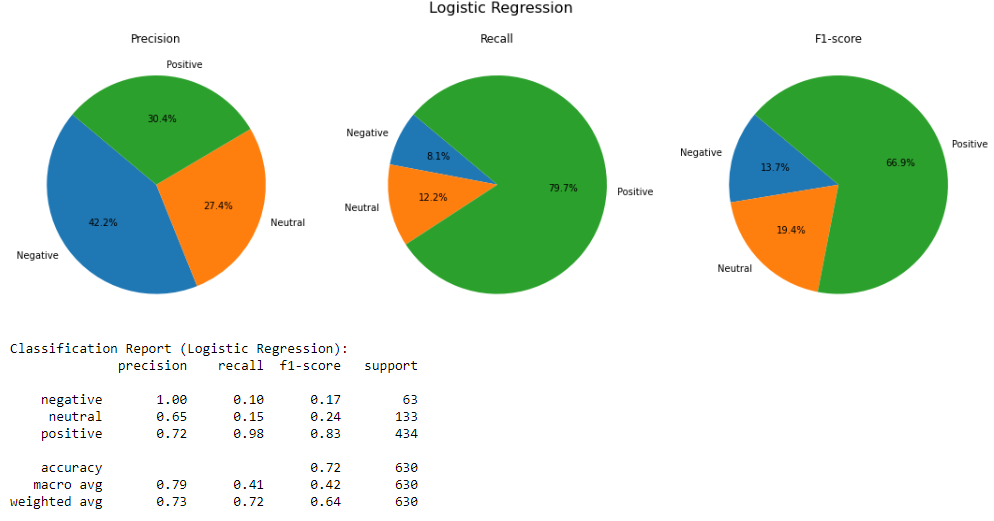 Logistic Regression
Precision
Positive
30.4%
27.4%
42.2%
Neutral
Negative
Recall
Negative
8.1%
12.2%
79.7%
Neutral
Positive
F1-score
Negative
13.7%
66.9%
Positive
19.4%
Neutral
Classification Report (Logistic Regression):
precision recall f1-score support
negative 1.00 0.10 0.17 63
neutral 0.65 0.15 0.24 133
positive 0.72 0.98 0.83 434
accuracy 0.72 630
macro avg 0.79 0.41 0.42 630
weighted avg 0.73 0.72 0.64 630